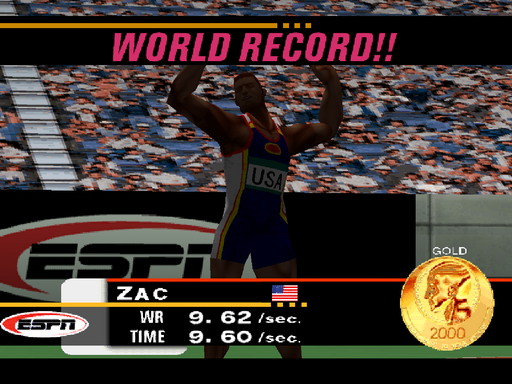 WORLD RECORD!!
USA
ESPN
GOLD
ZAC
WR 9.62 /sec.
ESPN
TIME 9.60 /sec.
2000